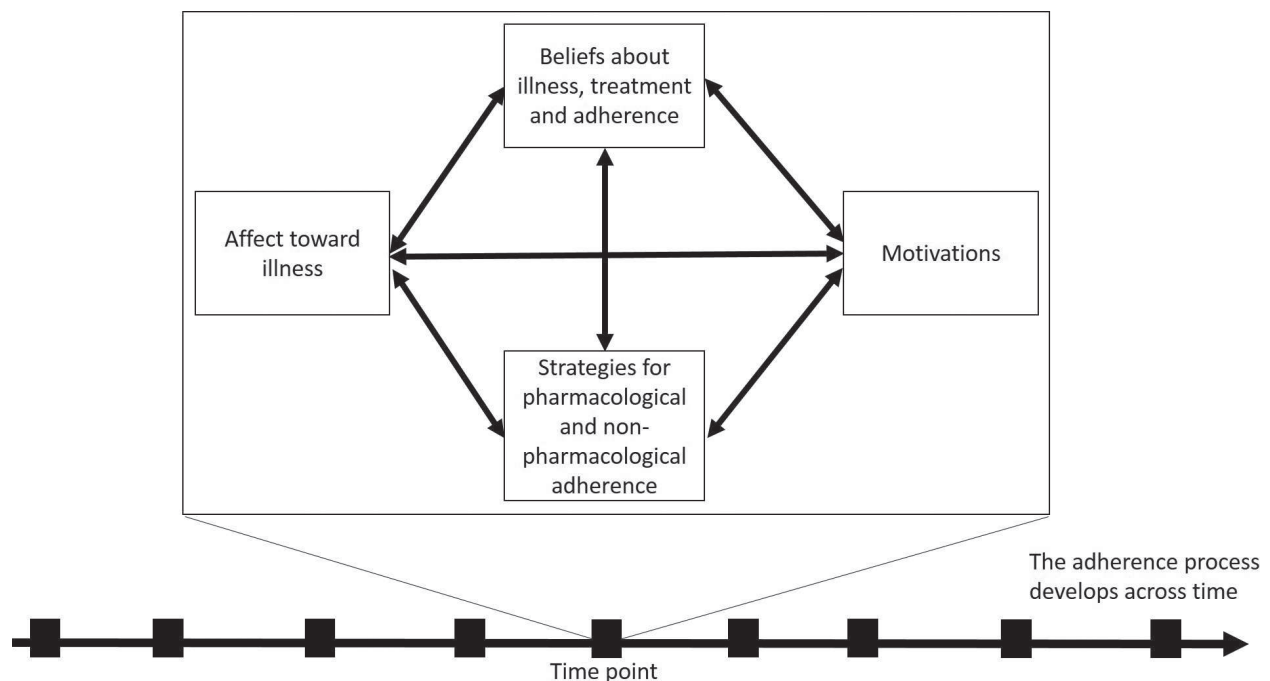 Beliefs about
illness, treatment
and adherence
Affect toward
illness
Motivations
Strategies for
pharmacological
and non-
pharmacological
adherence
The adherence process
develops across time
Time point